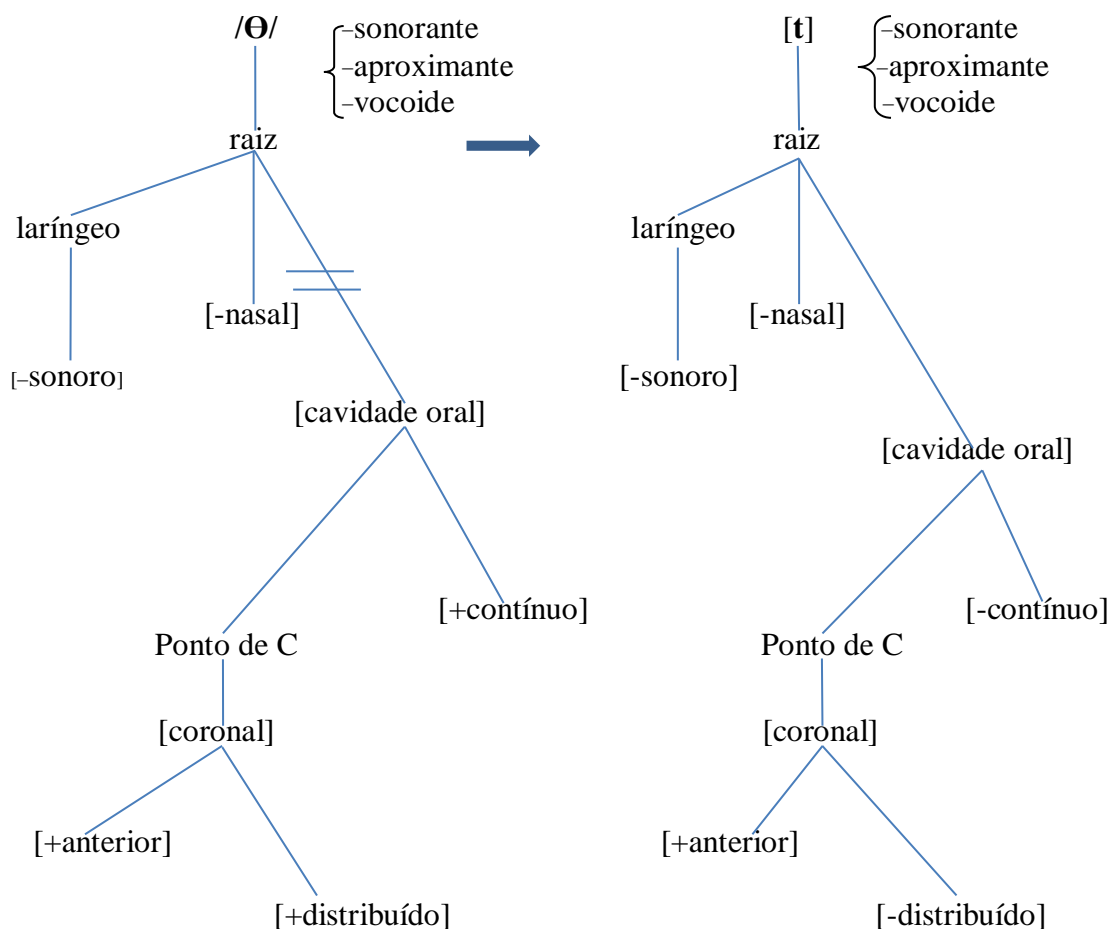 /Ɵ/
–sonorante
–aproximante
–vocoide
raiz
laríngeo
[-nasal]
[–sonoro]
[cavidade oral]
[+contínuo]
Ponto de C
[coronal]
[+anterior]
[+distribuído]
[t]
–sonorante
–aproximante
–vocoide
raiz
laríngeo
[-nasal]
[-sonoro]
[cavidade oral]
[-contínuo]
Ponto de C
[coronal]
[+anterior]
[-distribuído]